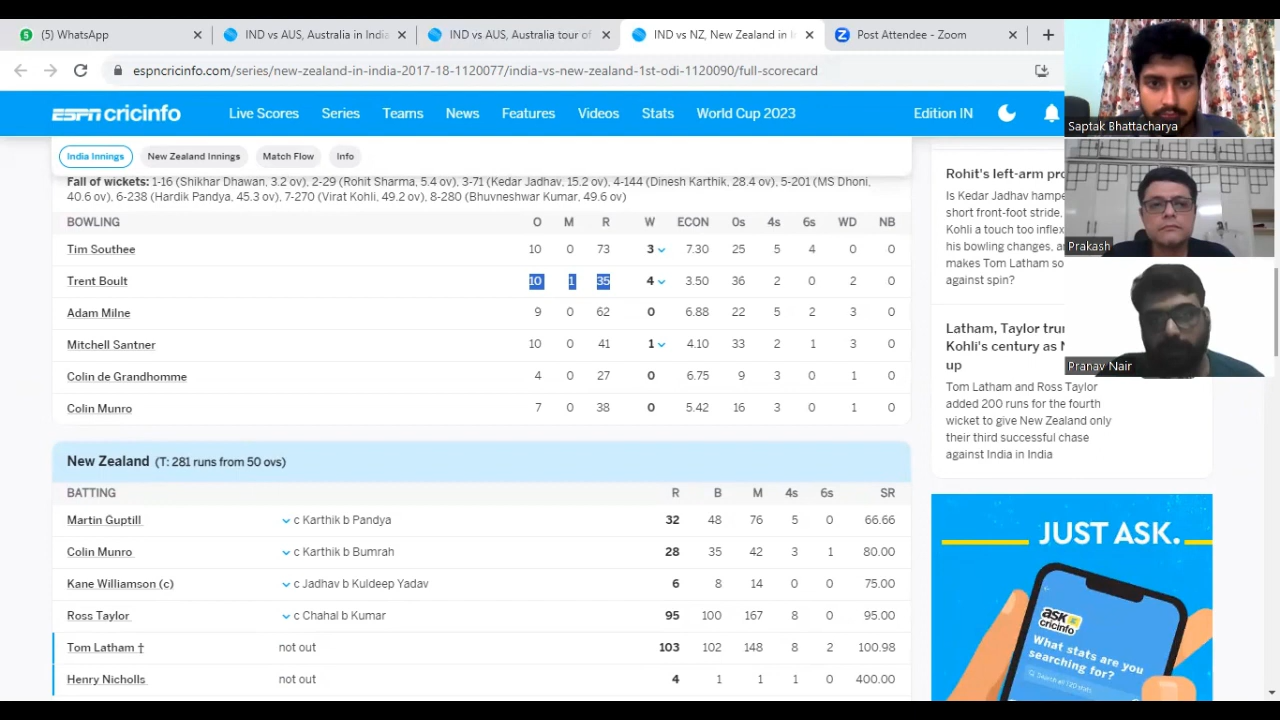 (5) WhatsApp
IND vs AUS, Australia in India
IND vs AUS, Australia tour of
IND vs NZ, New Zealand in I
Post Attendee - Zoom
espncricinfo.com/series/new-zealand-in-india-2017-18-1120077/india-vs-new-zealand-1st-odi-1120090/full-scorecard
ESPN cricinfo Live Scores Series Teams News Features Videos Stats World Cup 2023 Edition IN
India Innings New Zealand Innings Match Flow Info
Fall of wickets: 1-16 (Shikhar Dhawan, 3.2 ov), 2-29 (Rohit Sharma, 5.4 ov), 3-71 (Kedar Jadhav, 15.2 ov), 4-144 (Dinesh Karthik, 28.4 ov), 5-201 (MS Dhoni,
40.6 ov), 6-238 (Hardik Pandya, 45.3 ov), 7-270 (Virat Kohli, 49.2 ov), 8-280 (Bhuvneshwar Kumar, 49.6 ov)
BOWLING O M R W ECON 0s 4s 6s WD NB
Tim Southee 10 0 73 3 7.30 25 5 4 0 0
Trent Boult 10 1 35 4 3.50 36 2 0 2 0
Adam Milne 9 0 62 0 6.88 22 5 2 3 0
Mitchell Santner 10 0 41 1 4.10 33 2 1 3 0
Colin de Grandhomme 4 0 27 0 6.75 9 3 0 1 0
Colin Munro 7 0 38 0 5.42 16 3 0 1 0
New Zealand (T: 281 runs from 50 ovs)
BATTING R B M 4s 6s SR
Martin Guptill c Karthik b Pandya 32 48 76 5 0 66.66
Colin Munro c Karthik b Bumrah 28 35 42 3 1 80.00
Kane Williamson (c) c Jadhav b Kuldeep Yadav 6 8 14 0 0 75.00
Ross Taylor c Chahal b Kumar 95 100 167 8 0 95.00
Tom Latham † not out 103 102 148 8 2 100.98
Henry Nicholls not out 4 1 1 1 0 400.00
Rohit's left-arm pro
Is Kedar Jadhav hampe
short front-foot stride,
Kohli a touch too inflex
his bowling changes, a
makes Tom Latham so
against spin?
Latham, Taylor trum
Kohli's century as N
up
Tom Latham and Ross Taylor
added 200 runs for the fourth
wicket to give New Zealand only
their third successful chase
against India in India
JUST ASK.
ask
cricinfo
What stats are you
searching for?
Saptak Bhattacharya
Prakash
Pranav Nair